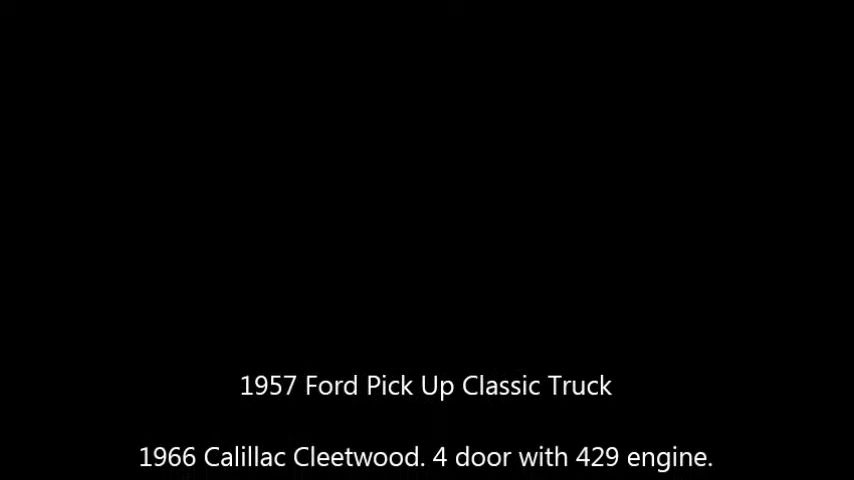 1957 Ford Pick Up Classic Truck
1966 Calillac Cleetwood. 4 door with 429 engine.